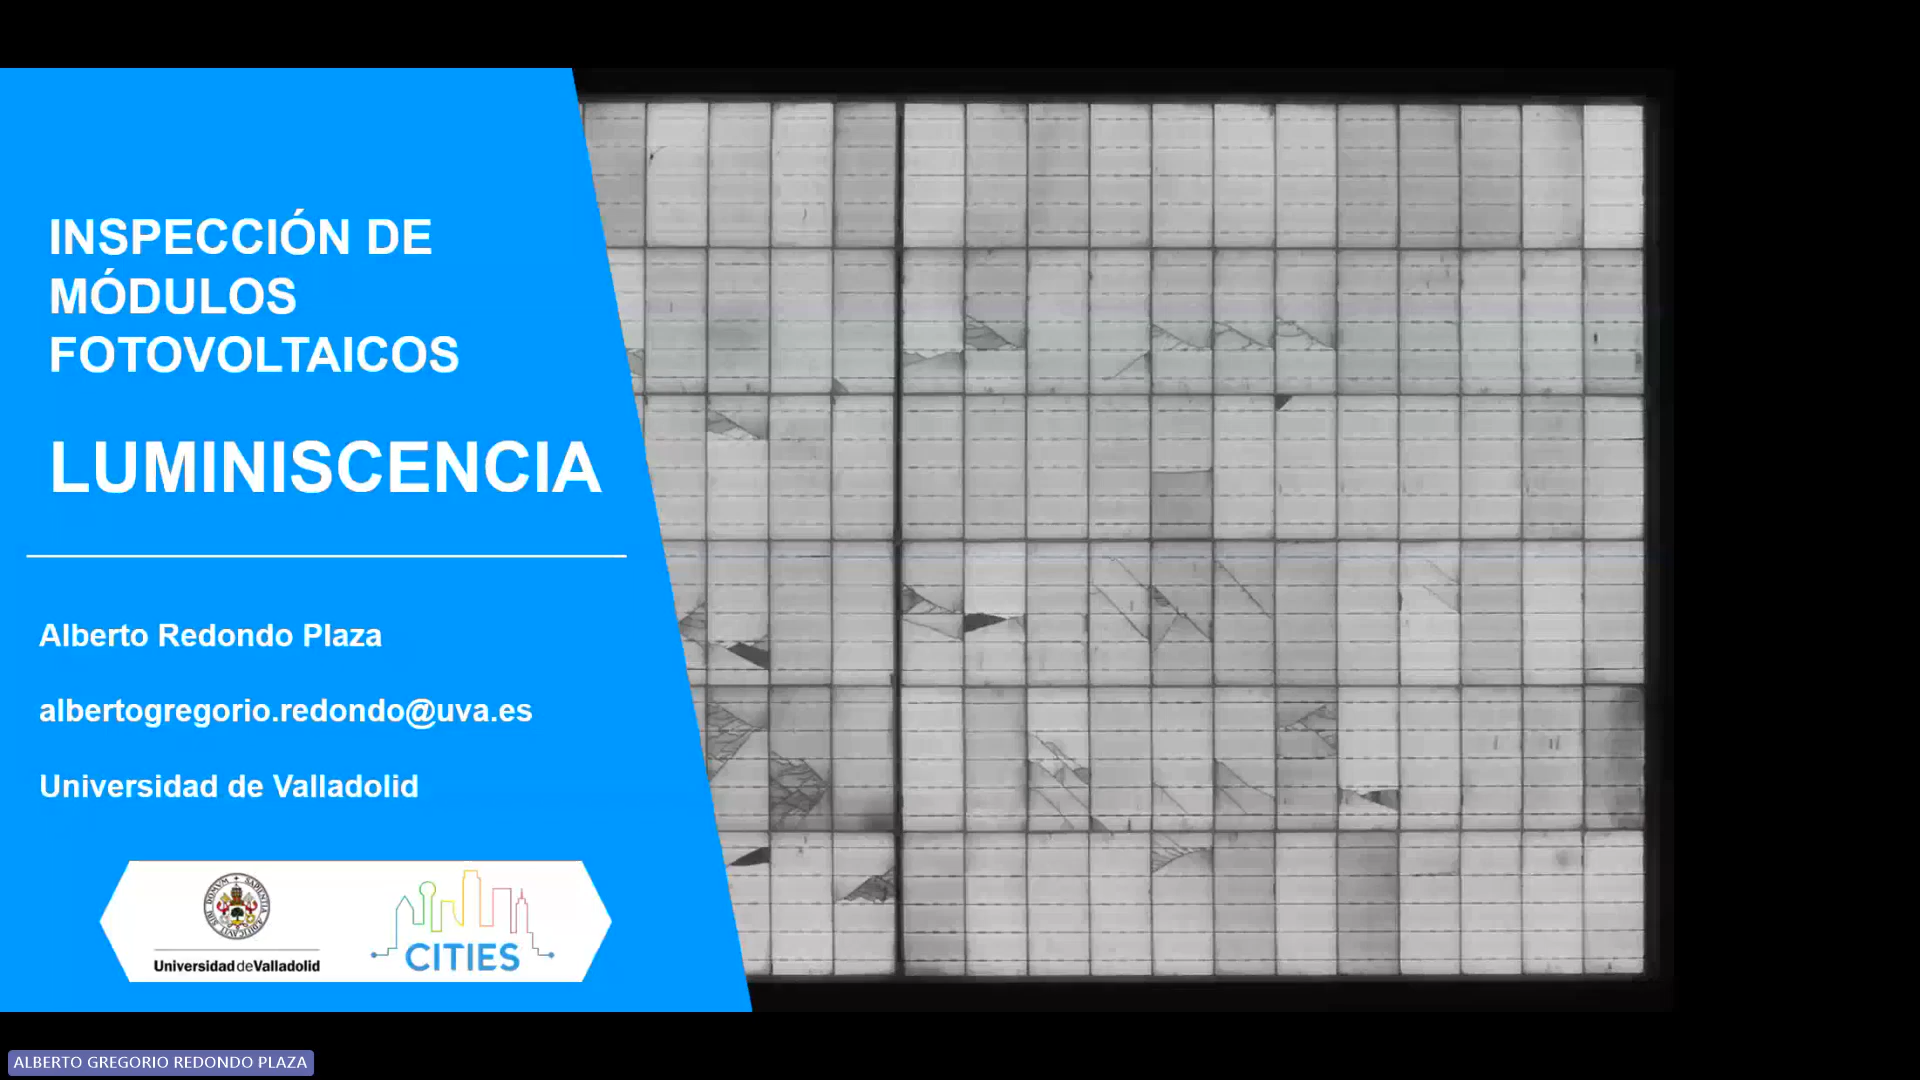 INSPECCIÓN DE
MÓDULOS
FOTOVOLTAICOS
LUMINISCENCIA
Alberto Redondo Plaza
albertogregorio.redondo@uva.es
Universidad de Valladolid
Universidad de Valladolid
CITIES
ALBERTO GREGORIO REDONDO PLAZA